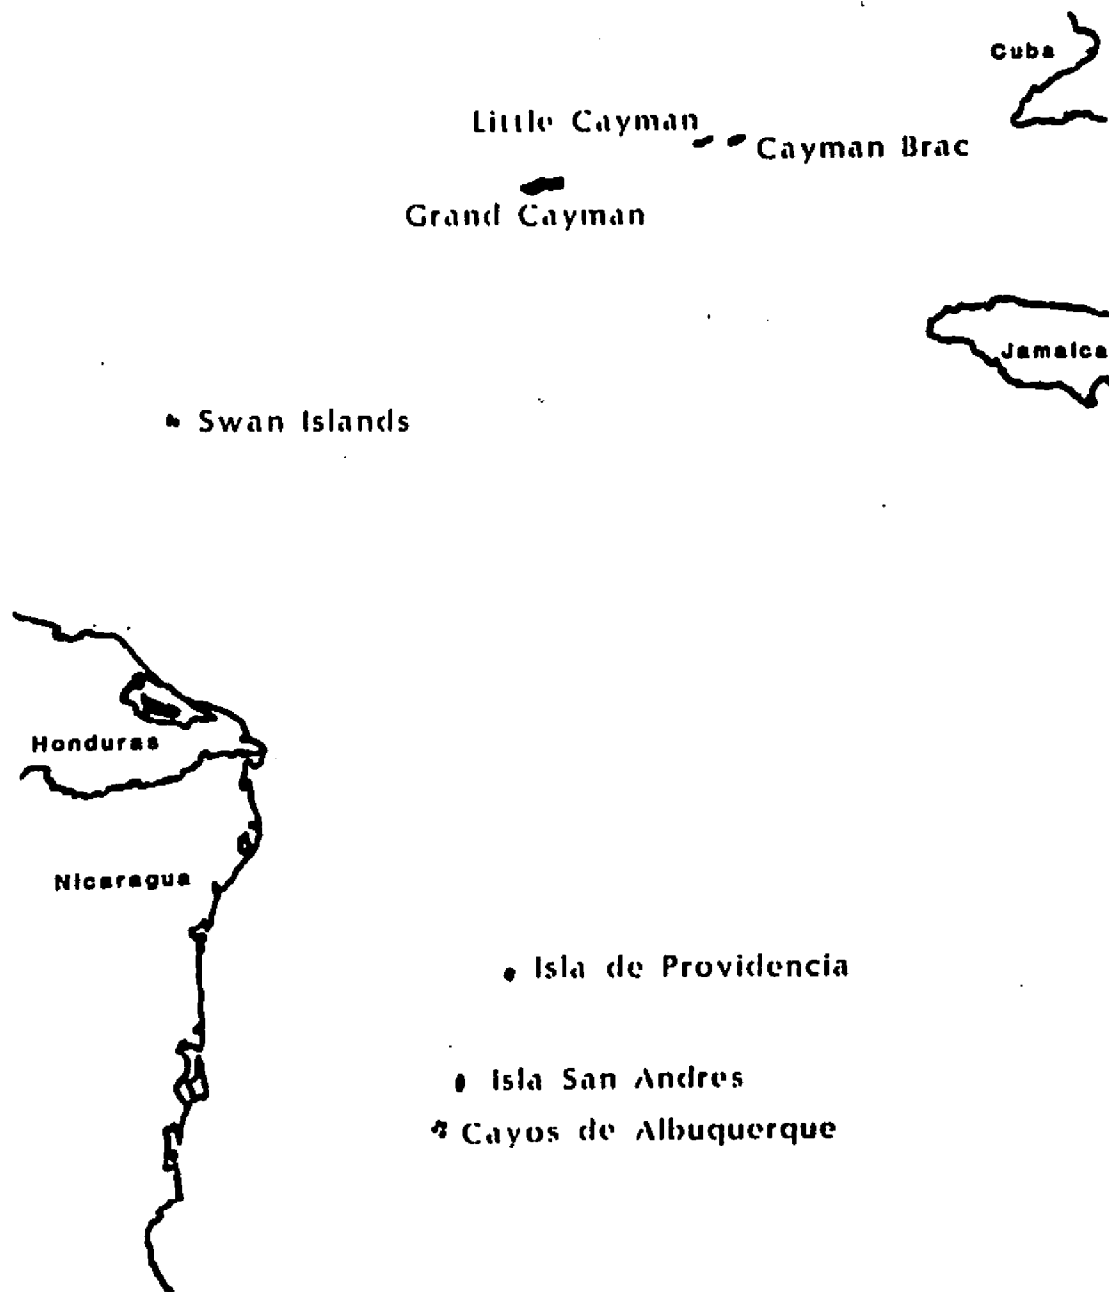 Cuba
Little Cayman
Cayman Brac
Grand Cayman
Jamaica
Swan Islands
Honduras
Nicaragua
Isla de Providencia
Isla San Andres
Cayos de Albuquerque